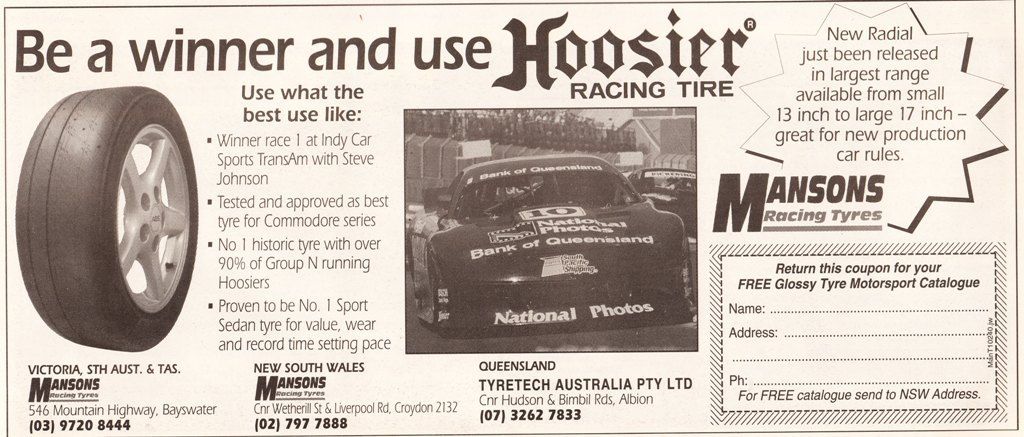 Be a winner and use Hoosier®
RACING TIRE
Use what the
best use like:
▪ Winner race 1 at Indy Car
Sports TransAm with Steve
Johnson
▪ Tested and approved as best
tyre for Commodore series
▪ No 1 historic tyre with over
90% of Group N running
Hoosiers
▪ Proven to be No. 1 Sport
Sedan tyre for value, wear
and record time setting pace
Bank of Queensland
10
National
Photos
Bank of Queensland
South
Pacific
Shipping
National Photos
New Radial
just been released
in largest range
available from small
13 inch to large 17 inch –
great for new production
car rules.
MANSONS
Racing Tyres
Return this coupon for your
FREE Glossy Tyre Motorsport Catalogue
Name:
Address:
Ph:
For FREE catalogue send to NSW Address.
ManT10240.jw
VICTORIA, STH AUST. & TAS.
MANSONS
Racing Tyres
546 Mountain Highway, Bayswater
(03) 9720 8444
NEW SOUTH WALES
MANSONS
Racing Tyres
Cnr Wetherill St & Liverpool Rd, Croydon 2132
(02) 797 7888
QUEENSLAND
TYRETECH AUSTRALIA PTY LTD
Cnr Hudson & Bimbil Rds, Albion
(07) 3262 7833